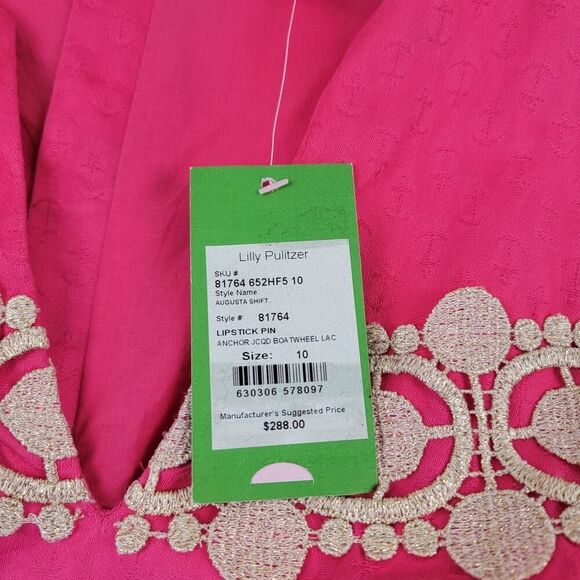 Lilly Pulitzer
SKU #
81764 652HF5 10
Style Name:
AUGUSTA SHIFT
Style #: 81764
LIPSTICK PIN
ANCHOR JCQD BOATWHEEL LAC
Size: 10
630306 578097
Manufacturer's Suggested Price
$288.00